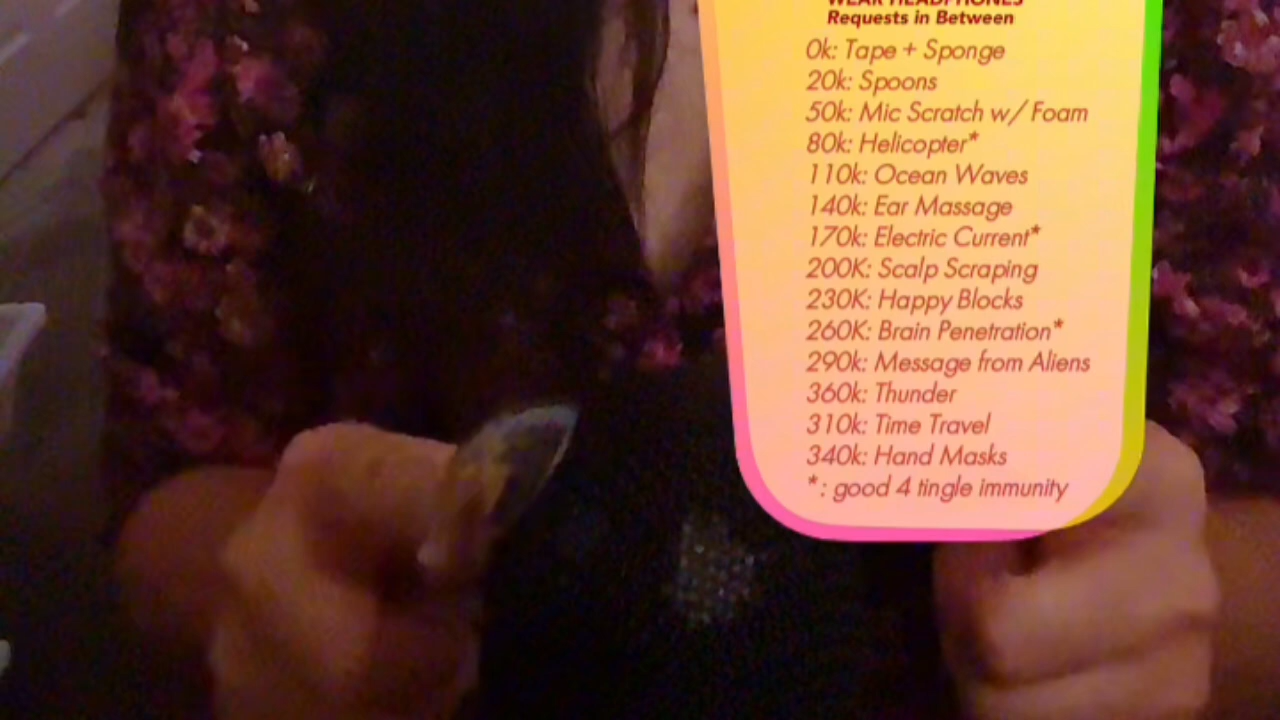 WEAR HEADPHONES
Requests in Between
0k: Tape + Sponge
20k: Spoons
50k: Mic Scratch w/ Foam
80k: Helicopter*
110k: Ocean Waves
140k: Ear Massage
170k: Electric Current*
200K: Scalp Scraping
230K: Happy Blocks
260K: Brain Penetration*
290k: Message from Aliens
360k: Thunder
310k: Time Travel
340k: Hand Masks
*: good 4 tingle immunity